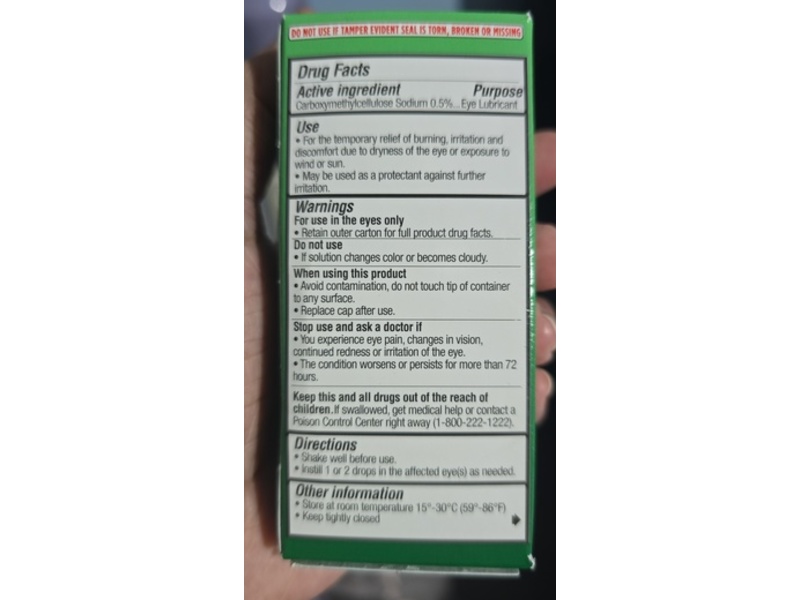 DO NOT USE IF TAMPER EVIDENT SEAL IS TORN, BROKEN OR MISSING
Drug Facts
Active ingredient Purpose
Carboxymethylcellulose Sodium 0.5%...Eye Lubricant
Use
• For the temporary relief of burning, irritation and
discomfort due to dryness of the eye or exposure to
wind or sun.
• May be used as a protectant against further
irritation.
Warnings
For use in the eyes only
• Retain outer carton for full product drug facts.
Do not use
• If solution changes color or becomes cloudy.
When using this product
• Avoid contamination, do not touch tip of container
to any surface.
• Replace cap after use.
Stop use and ask a doctor if
• You experience eye pain, changes in vision,
continued redness or irritation of the eye.
• The condition worsens or persists for more than 72
hours.
Keep this and all drugs out of the reach of
children.If swallowed, get medical help or contact a
Poison Control Center right away (1-800-222-1222).
Directions
• Shake well before use.
• Instill 1 or 2 drops in the affected eye(s) as needed.
Other information
• Store at room temperature 15°-30°C (59°-86°F)
• Keep tightly closed